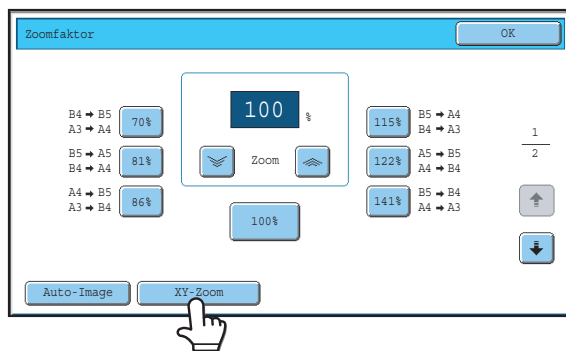 Zoomfaktor
OK
B4 ➡ B5
A3 ➡ A4
70%
B5 ➡ A5
B4 ➡ A4
81%
A4 ➡ B5
A3 ➡ B4
86%
100 %
Zoom
100%
115%
B5 ➡ A4
B4 ➡ A3
122%
A5 ➡ B5
A4 ➡ B4
141%
B5 ➡ B4
A4 ➡ A3
1
2
Auto-Image
XY-Zoom